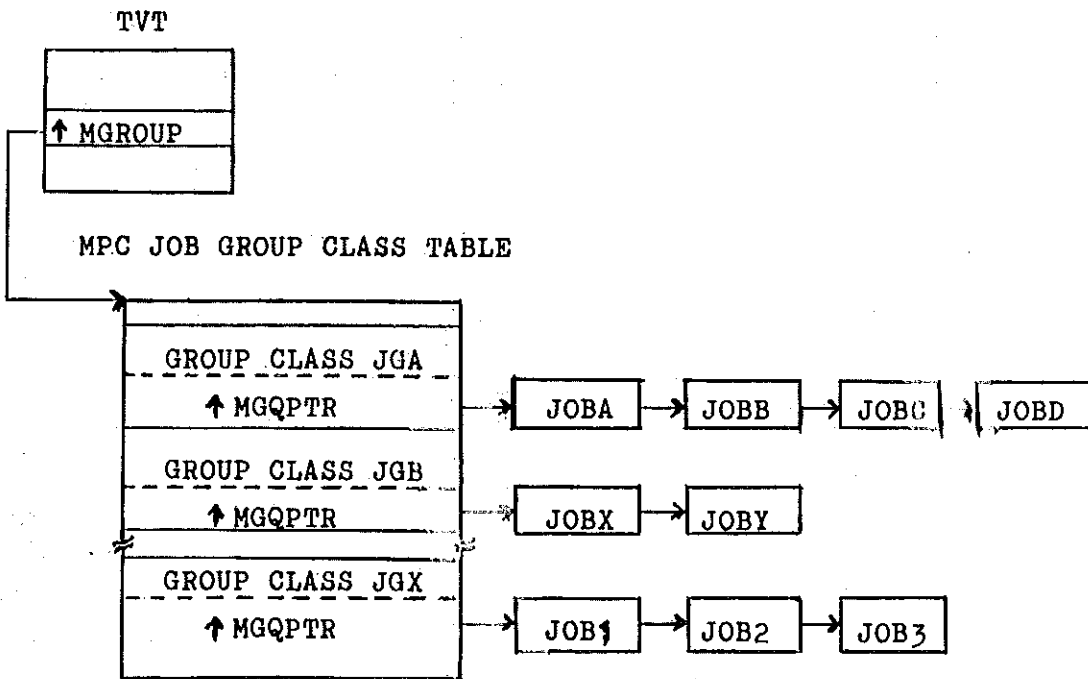 TVT
↑ MGROUP
MPC JOB GROUP CLASS TABLE
GROUP CLASS JGA
↑ MGQPTR
JOBA JOBB JOBC JOBD
GROUP CLASS JGB
↑ MGQPTR
JOBX JOBY
GROUP CLASS JGX
↑ MGQPTR
JOB1 JOB2 JOB3